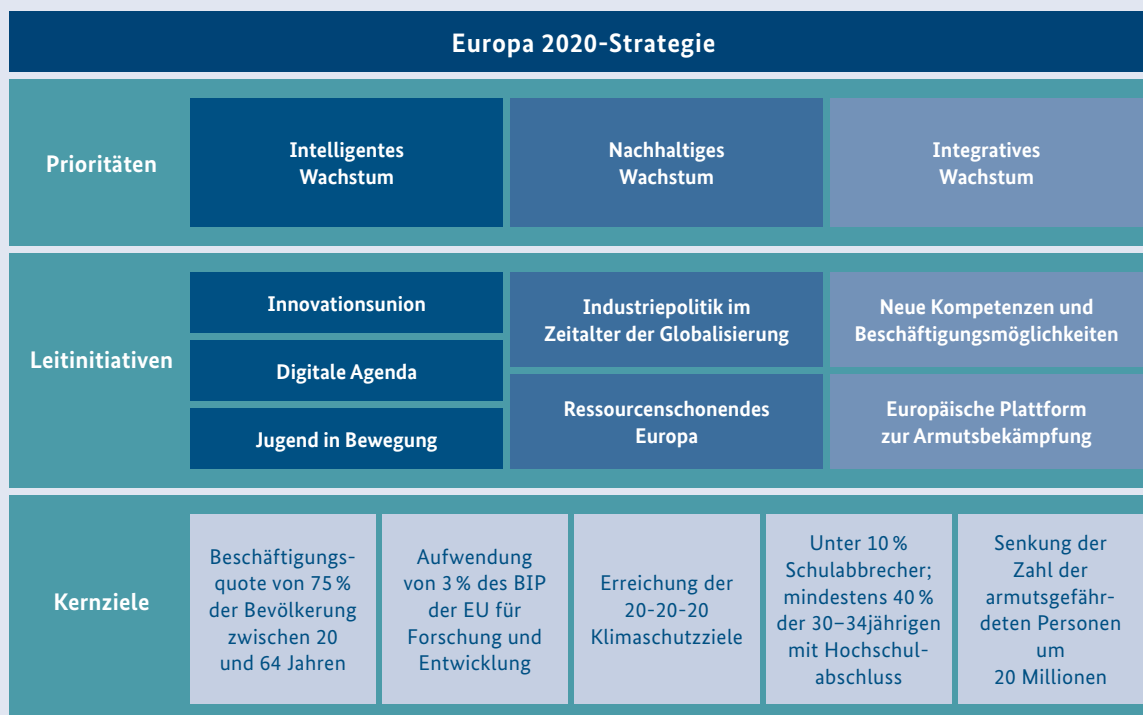 Europa 2020-Strategie
Prioritäten
Intelligentes
Wachstum
Nachhaltiges
Wachstum
Integratives
Wachstum
Leitinitiativen
Innovationsunion
Digitale Agenda
Jugend in Bewegung
Industriepolitik im
Zeitalter der Globalisierung
Ressourcenschonendes
Europa
Neue Kompetenzen und
Beschäftigungsmöglichkeiten
Europäische Plattform
zur Armutsbekämpfung
Kernziele
Beschäftigungs-
quote von 75 %
der Bevölkerung
zwischen 20
und 64 Jahren
Aufwendung
von 3 % des BIP
der EU für
Forschung und
Entwicklung
Erreichung der
20-20-20
Klimaschutzziele
Unter 10 %
Schulabbrecher;
mindestens 40 %
der 30–34jährigen
mit Hochschul-
abschluss
Senkung der
Zahl der
armutsgefähr-
deten Personen
um
20 Millionen